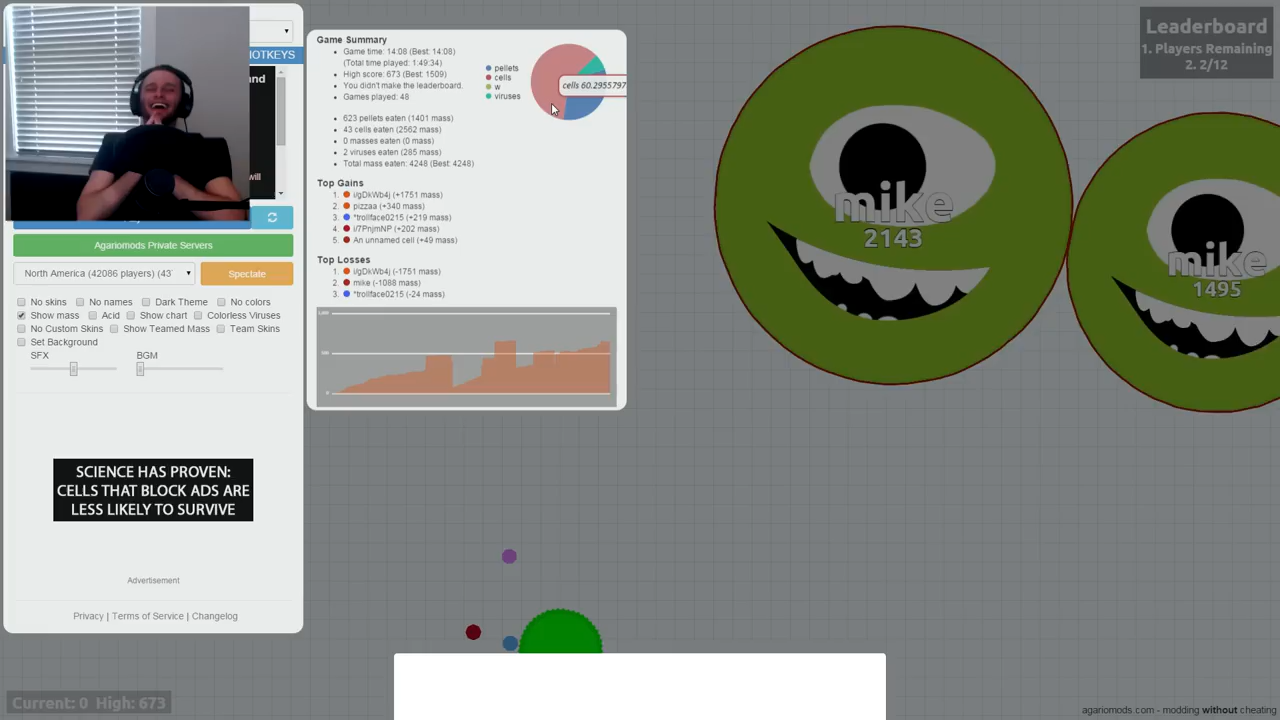 HOTKEYS
and
will
Agariomods Private Servers
North America (42086 players) (43
Spectate
No skins
No names
Dark Theme
No colors
Show mass
Acid
Show chart
Colorless Viruses
No Custom Skins
Show Teamed Mass
Team Skins
Set Background
SFX
BGM
SCIENCE HAS PROVEN:
CELLS THAT BLOCK ADS ARE
LESS LIKELY TO SURVIVE
Advertisement
Privacy | Terms of Service | Changelog
Current: 0 High: 673
Game Summary
Game time: 14:08 (Best: 14:08)
(Total time played: 1:49:34)
High score: 673 (Best: 1509)
You didn't make the leaderboard.
Games played: 48
623 pellets eaten (1401 mass)
43 cells eaten (2562 mass)
0 masses eaten (0 mass)
2 viruses eaten (285 mass)
Total mass eaten: 4248 (Best: 4248)
pellets
cells
w
viruses
cells 60.2955797
Top Gains
1. i/gDkWb4j (+1751 mass)
2. pizzaa (+340 mass)
3. *trollface0215 (+219 mass)
4. i/7PnjmNP (+202 mass)
5. An unnamed cell (+49 mass)
Top Losses
1. i/gDkWb4j (-1751 mass)
2. mike (-1088 mass)
3. *trollface0215 (-24 mass)
0
mike
2143
mike
1495
Leaderboard
1. Players Remaining
2. 2/12
agariomods.com - modding without cheating